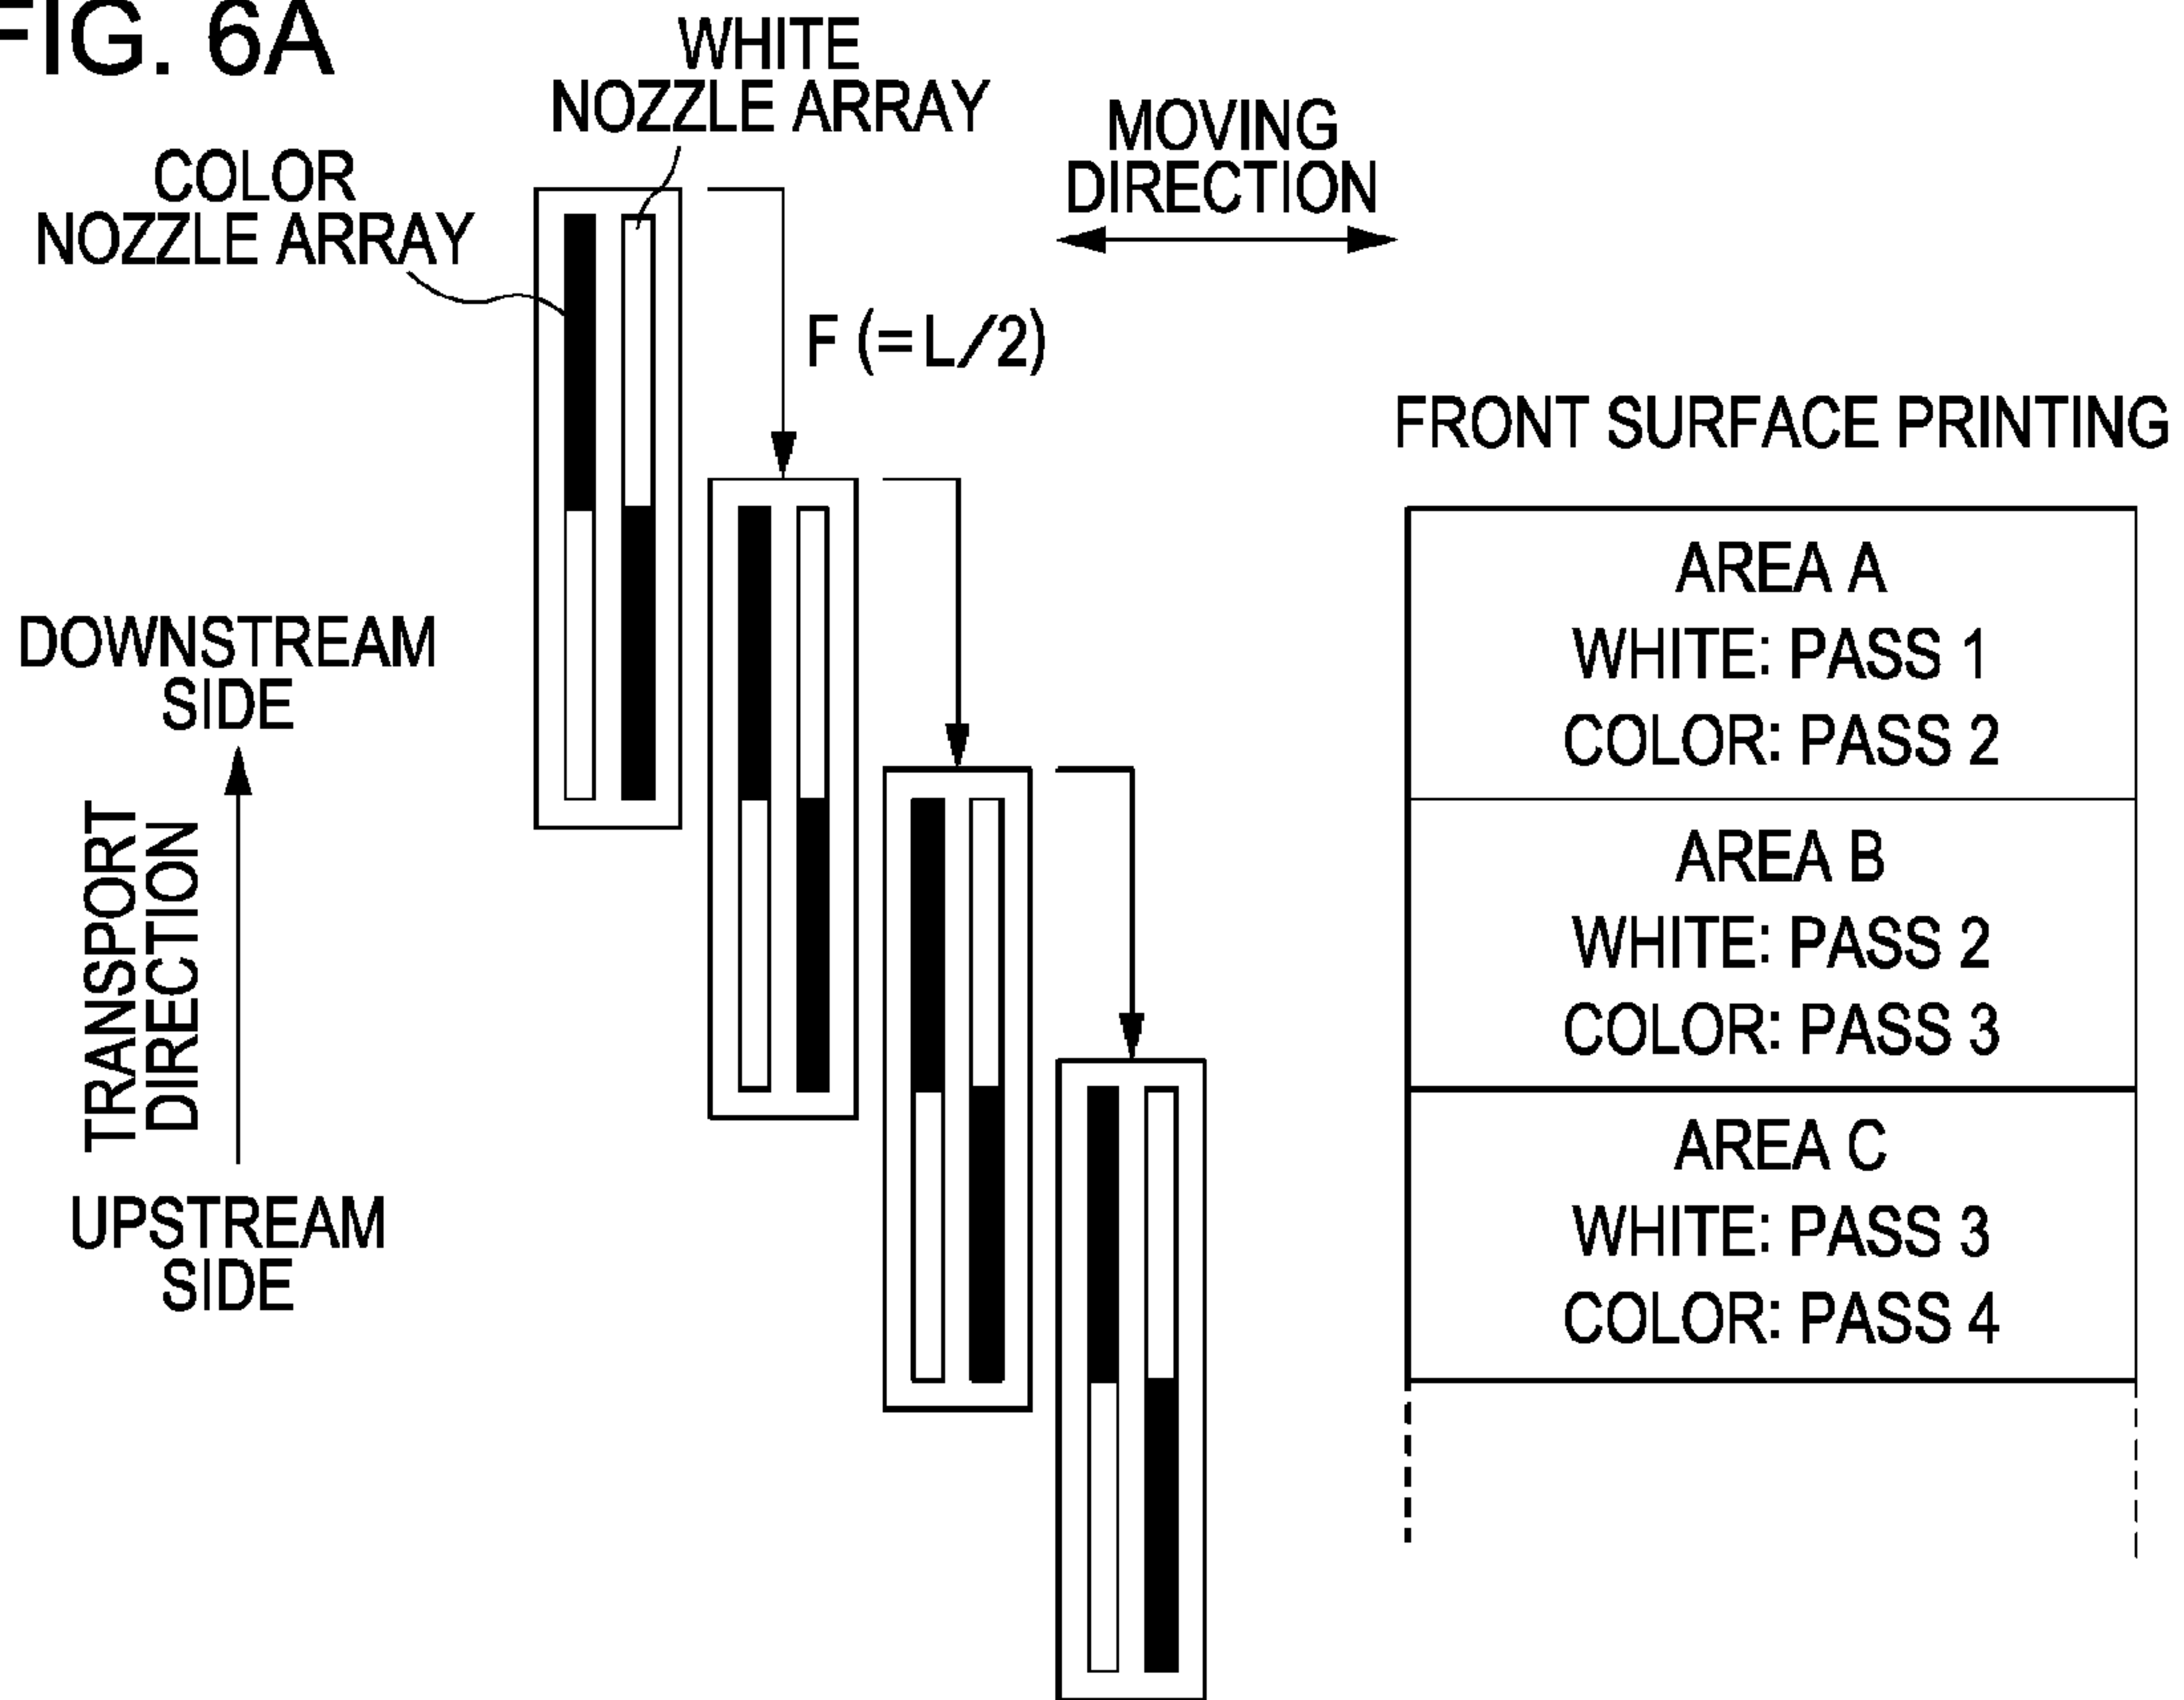 FIG. 6A
WHITE
NOZZLE ARRAY
COLOR
NOZZLE ARRAY
MOVING
DIRECTION
F (=L/2)
FRONT SURFACE PRINTING
AREA A
WHITE: PASS 1
COLOR: PASS 2
AREA B
WHITE: PASS 2
COLOR: PASS 3
AREA C
WHITE: PASS 3
COLOR: PASS 4
DOWNSTREAM
SIDE
TRANSPORT
DIRECTION
UPSTREAM
SIDE